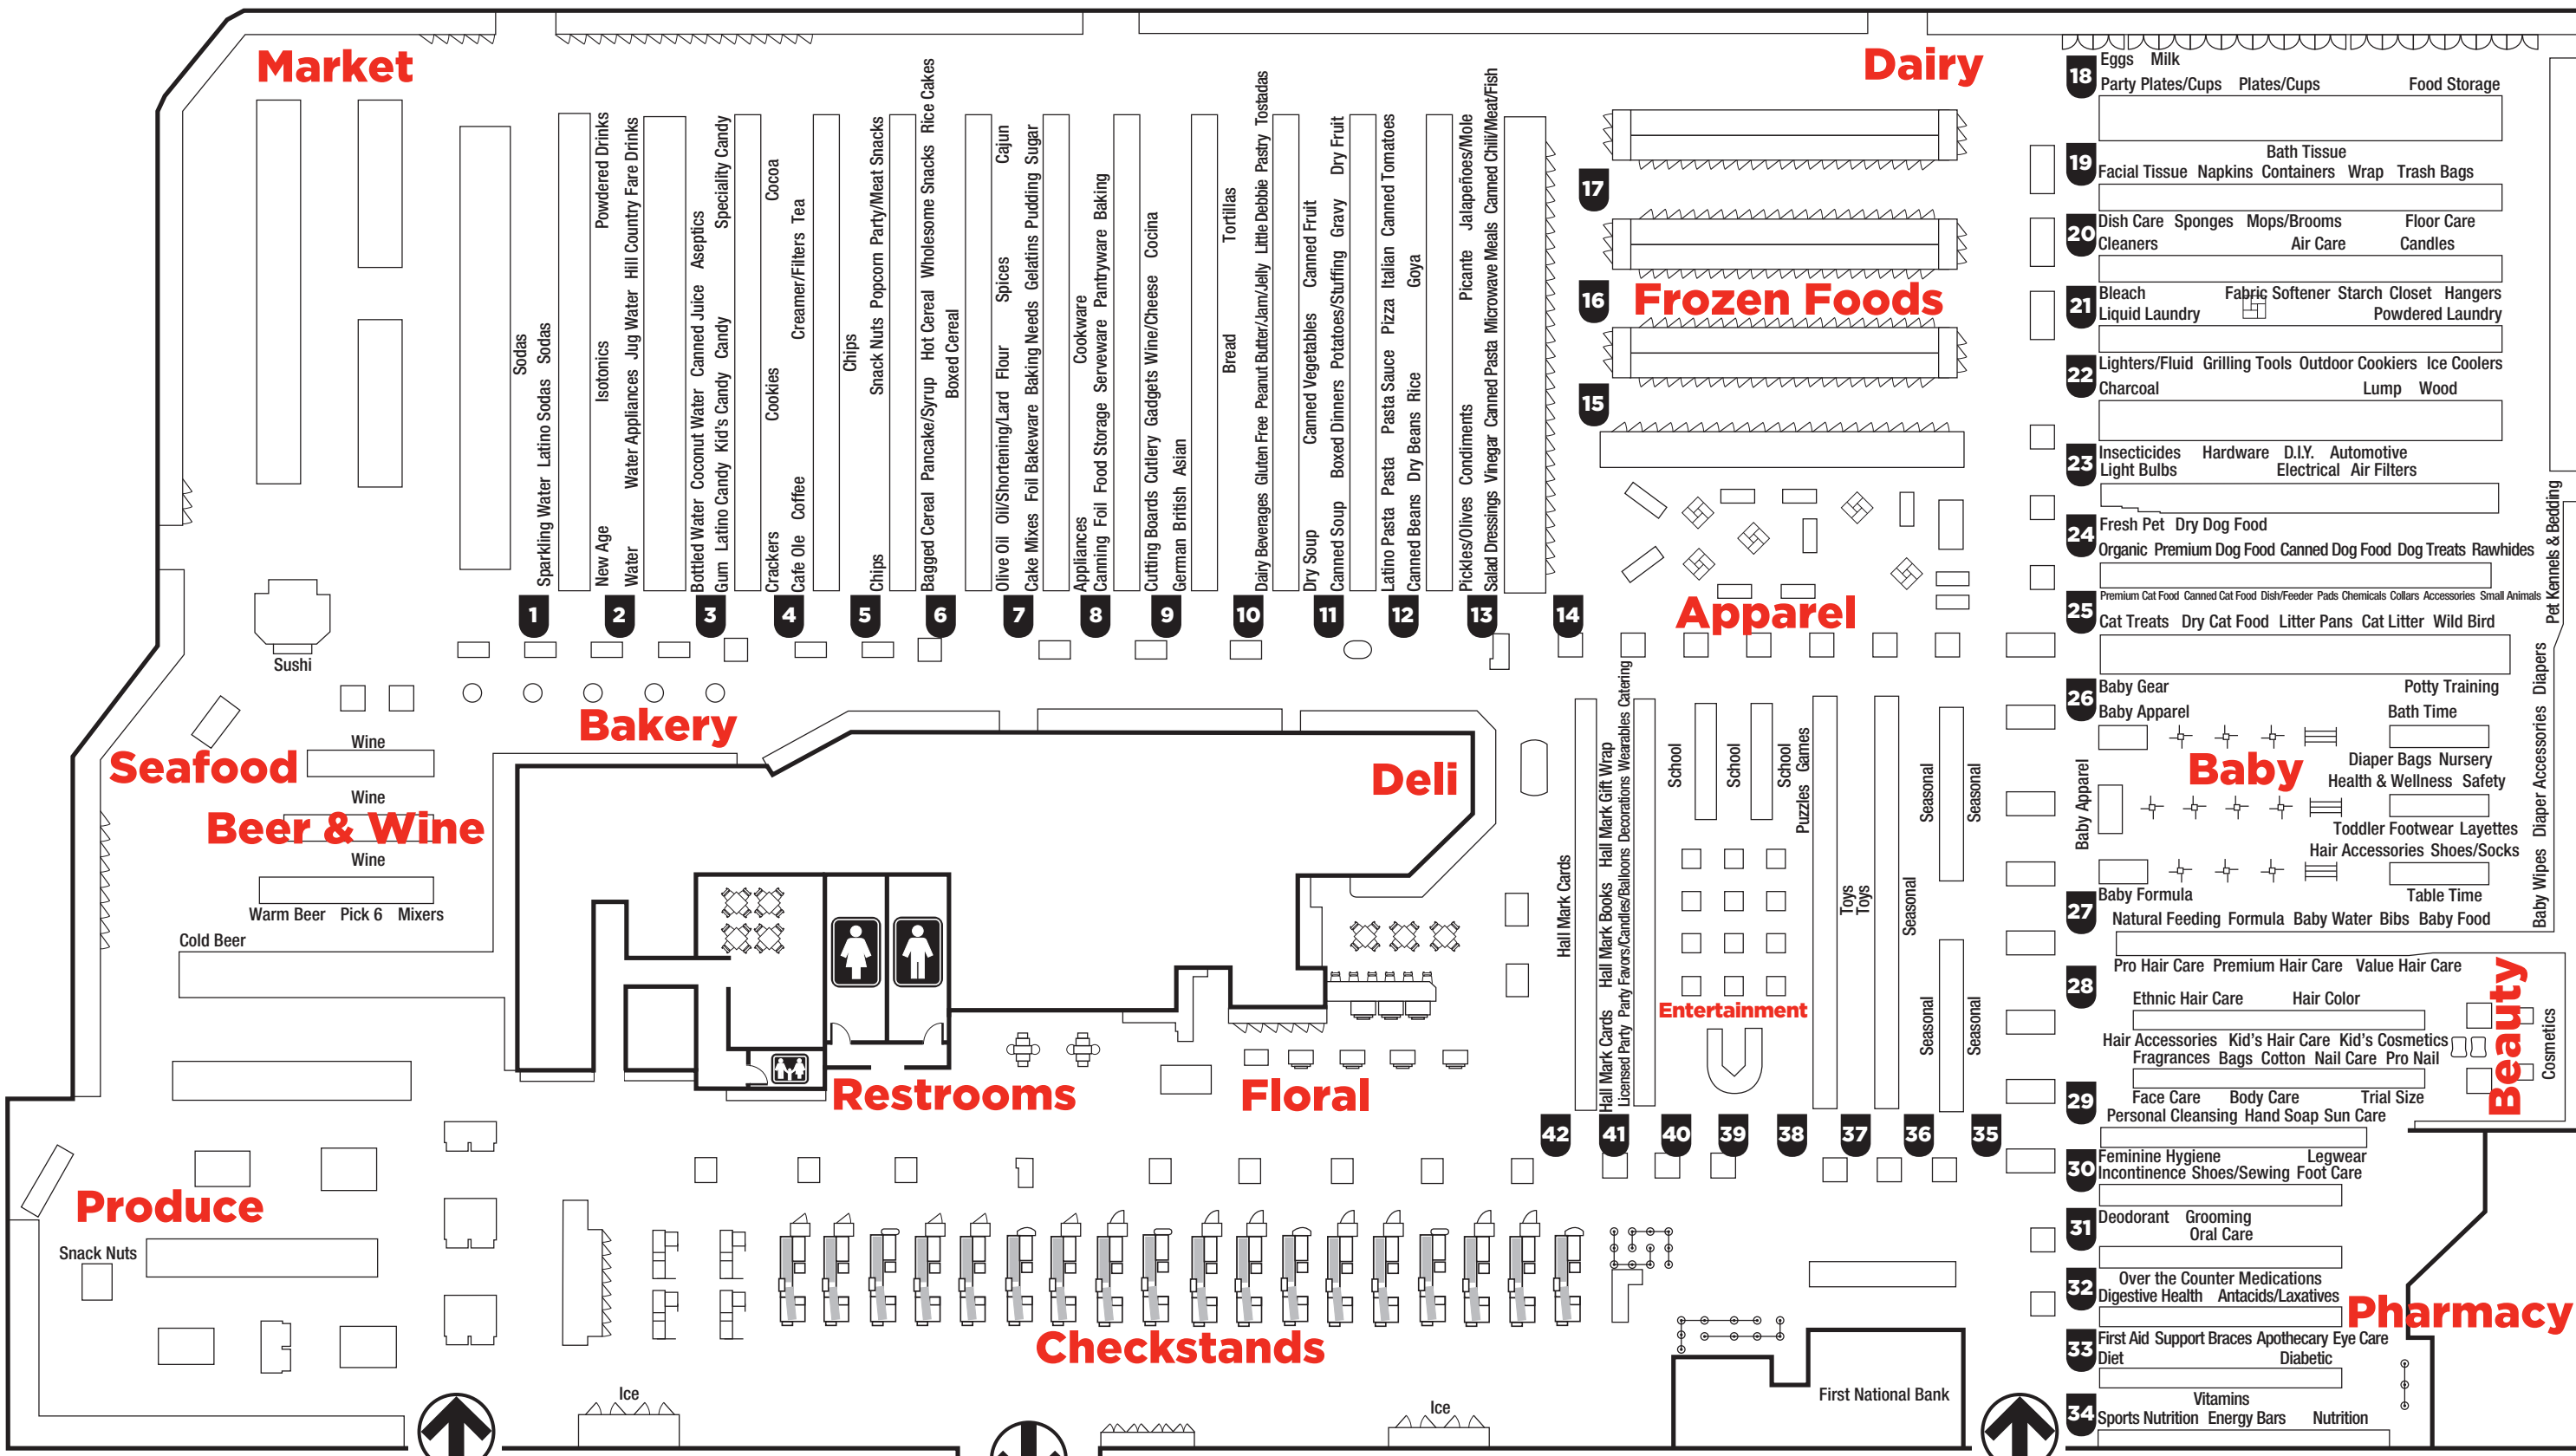 Market
Dairy
Frozen Foods
Apparel
Sushi
Seafood
Bakery
Wine
Wine
Beer & Wine
Wine
Warm Beer Pick 6 Mixers
Cold Beer
Deli
Restrooms
Floral
Entertainment
Produce
Snack Nuts
Checkstands
Ice
Ice
First National Bank
Baby
Beauty
Pharmacy
Sodas
1
Sparkling Water Latino Sodas Sodas
New Age Isotonics Powdered Drinks
2
Water Water Appliances Jug Water Hill Country Fare Drinks
Bottled Water Coconut Water Canned Juice Aseptics
3
Gum Latino Candy Kid's Candy Candy Speciality Candy
Crackers Cookies Cocoa
4
Cafe Ole Coffee Creamer/Filters Tea
Chips
5
Chips Snack Nuts Popcorn Party/Meat Snacks
Bagged Cereal Pancake/Syrup Hot Cereal Wholesome Snacks Rice Cakes
6
Boxed Cereal
Olive Oil Oil/Shortening/Lard Flour Spices Cajun
7
Cake Mixes Foil Bakeware Baking Needs Gelatins Pudding Sugar
Appliances Cookware
8
Canning Foil Food Storage Serveware Pantryware Baking
Cutting Boards Cutlery Gadgets Wine/Cheese Cocina
9
German British Asian
Bread Tortillas
10
Dairy Beverages Gluten Free Peanut Butter/Jam/Jelly Little Debbie Pastry Tostadas
Dry Soup Canned Vegetables Canned Fruit
11
Canned Soup Boxed Dinners Potatoes/Stuffing Gravy Dry Fruit
Latino Pasta Pasta Pasta Sauce Pizza Italian Canned Tomatoes
12
Canned Beans Dry Beans Rice Goya
Pickles/Olives Condiments Picante Jalapeñoes/Mole
13
Salad Dressings Vinegar Canned Pasta Microwave Meals Canned Chili/Meat/Fish
14
15
16
17
18
Eggs Milk
Party Plates/Cups Plates/Cups Food Storage
19
Bath Tissue
Facial Tissue Napkins Containers Wrap Trash Bags
20
Dish Care Sponges Mops/Brooms Floor Care
Cleaners Air Care Candles
21
Bleach Fabric Softener Starch Closet Hangers
Liquid Laundry Powdered Laundry
22
Lighters/Fluid Grilling Tools Outdoor Cookiers Ice Coolers
Charcoal Lump Wood
23
Insecticides Hardware D.I.Y. Automotive
Light Bulbs Electrical Air Filters
24
Fresh Pet Dry Dog Food
Organic Premium Dog Food Canned Dog Food Dog Treats Rawhides
25
Premium Cat Food Canned Cat Food Dish/Feeder Pads Chemicals Collars Accessories Small Animals
Cat Treats Dry Cat Food Litter Pans Cat Litter Wild Bird
Pet Kennels & Bedding
26
Baby Gear Potty Training
Baby Apparel Bath Time
Diaper Bags Nursery
Health & Wellness Safety
Baby Apparel
Toddler Footwear Layettes
Hair Accessories Shoes/Socks
Baby Wipes Diaper Accessories Diapers
27
Baby Formula Table Time
Natural Feeding Formula Baby Water Bibs Baby Food
28
Pro Hair Care Premium Hair Care Value Hair Care
Ethnic Hair Care Hair Color
Hair Accessories Kid's Hair Care Kid's Cosmetics
Fragrances Bags Cotton Nail Care Pro Nail
Cosmetics
29
Face Care Body Care Trial Size
Personal Cleansing Hand Soap Sun Care
30
Feminine Hygiene Legwear
Incontinence Shoes/Sewing Foot Care
31
Deodorant Grooming
Oral Care
32
Over the Counter Medications
Digestive Health Antacids/Laxatives
33
First Aid Support Braces Apothecary Eye Care
Diet Diabetic
34
Vitamins
Sports Nutrition Energy Bars Nutrition
Hall Mark Cards
42
Hall Mark Cards Hall Mark Books Hall Mark Gift Wrap
41
Licensed Party Party Favors/Candles/Balloons Decorations Wearables Catering
School
40
School
39
School
38
Puzzles Games
Toys
37
Toys
Seasonal
36
Seasonal
Seasonal
Seasonal
Seasonal
35